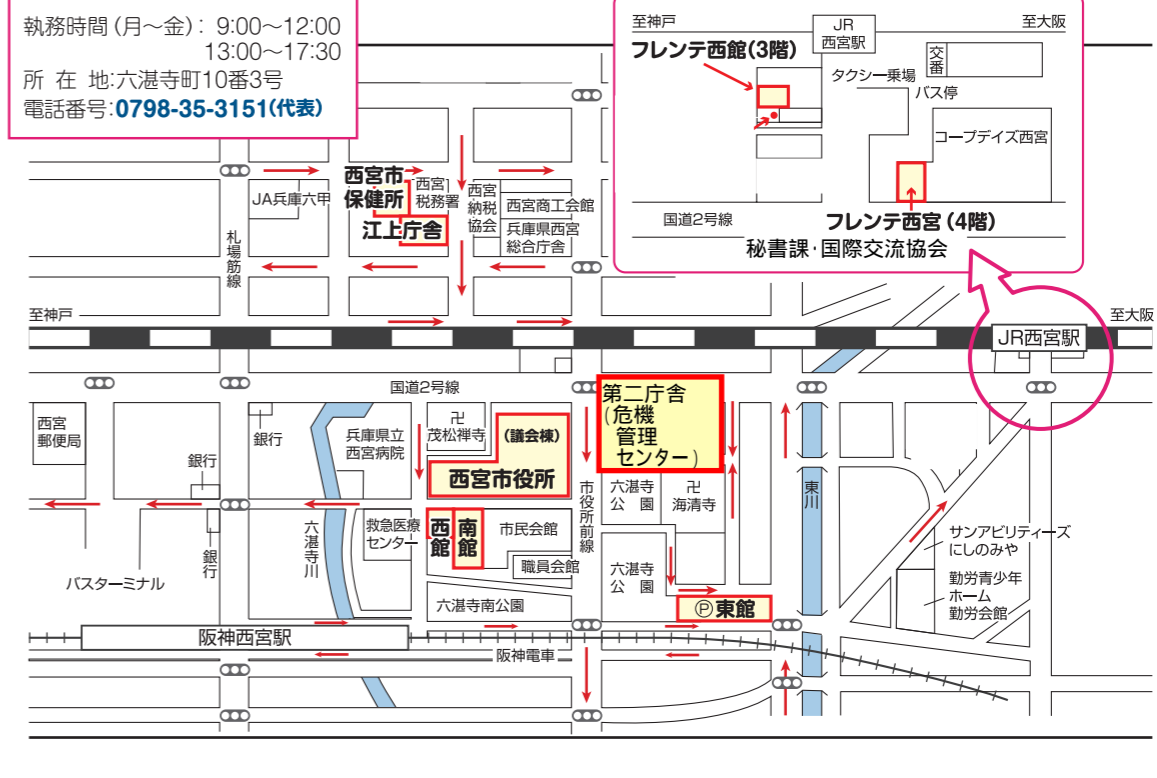 執務時間(月〜金): 9:00〜12:00
13:00〜17:30
所 在 地:六湛寺町10番3号
電話番号:0798-35-3151(代表)
至神戸
JR
西宮駅
至大阪
フレンテ西館(3階)
交番
タクシー乗場
バス停
コープデイズ西宮
国道2号線
フレンテ西宮(4階)
秘書課・国際交流協会
JA兵庫六甲
西宮市
保健所
江上庁舎
西宮
税務署
西宮
納税
協会
西宮商工会館
兵庫県西宮
総合庁舎
札場筋線
至神戸
至大阪
JR西宮駅
国道2号線
西宮
郵便局
銀行
銀行
銀行
兵庫県立
西宮病院
卍
茂松禅寺
(議会棟)
西宮市役所
第二庁舎
(危機
管理
センター)
六湛寺
公園
卍
海清寺
市役所前線
東川
六湛寺川
救急医療
センター
西館
南館
市民会館
職員会館
六湛寺
公園
サンアビリティーズ
にしのみや
勤労青少年
ホーム
勤労会館
バスターミナル
六湛寺南公園
Ⓟ東館
阪神西宮駅
阪神電車